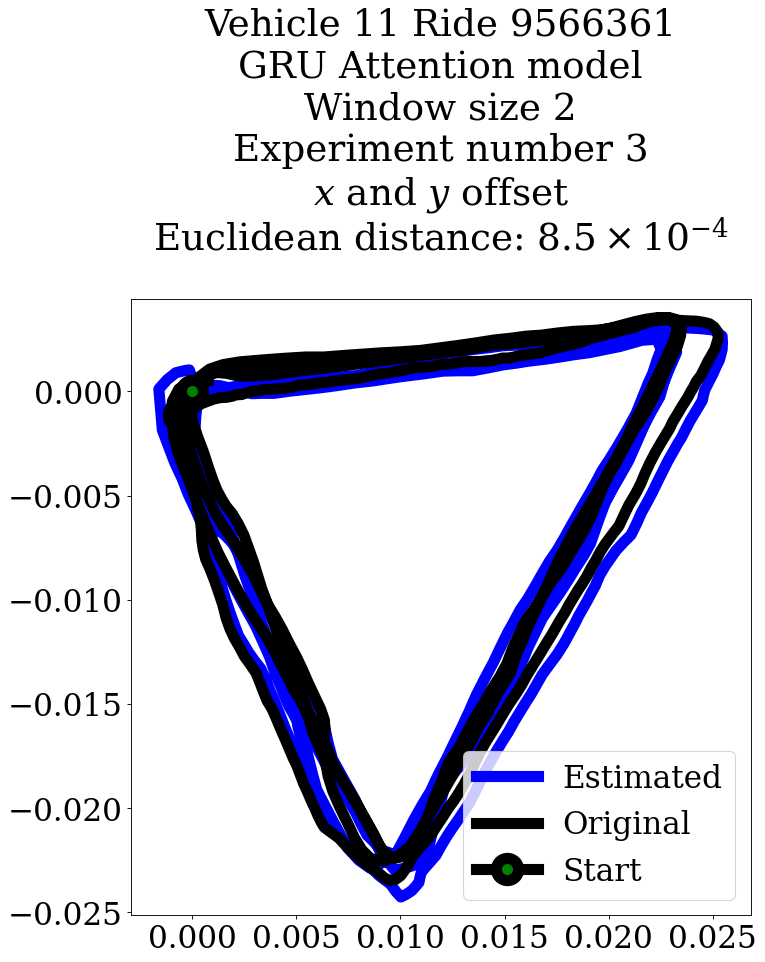 Vehicle 11 Ride 9566361
GRU Attention model
Window size 2
Experiment number 3
x and y offset
Euclidean distance: 8.5 × 10⁻⁴
0.000
−0.005
−0.010
−0.015
−0.020
−0.025
Estimated
Original
Start
0.000 0.005 0.010 0.015 0.020 0.025